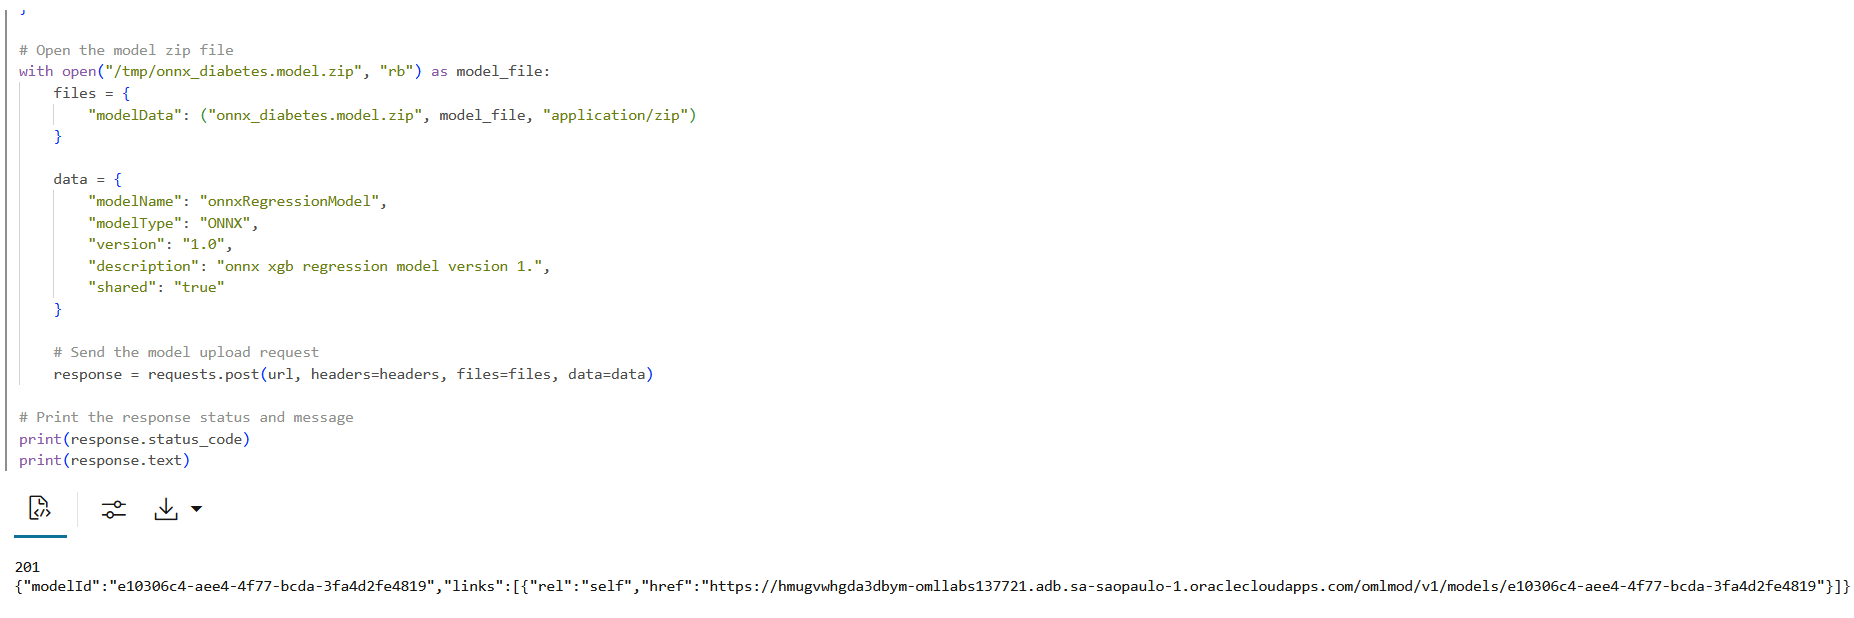 }
# Open the model zip file
with open("/tmp/onnx_diabetes.model.zip", "rb") as model_file:
    files = {
        "modelData": ("onnx_diabetes.model.zip", model_file, "application/zip")
    }
    data = {
        "modelName": "onnxRegressionModel",
        "modelType": "ONNX",
        "version": "1.0",
        "description": "onnx xgb regression model version 1.",
        "shared": "true"
    }
    # Send the model upload request
    response = requests.post(url, headers=headers, files=files, data=data)
# Print the response status and message
print(response.status_code)
print(response.text)
201
{"modelId":"e10306c4-aee4-4f77-bcda-3fa4d2fe4819","links":[{"rel":"self","href":"https://hmugvwhgda3dbym-omllabs137721.adb.sa-saopaulo-1.oraclecloudapps.com/omlmod/v1/models/e10306c4-aee4-4f77-bcda-3fa4d2fe4819"}]}